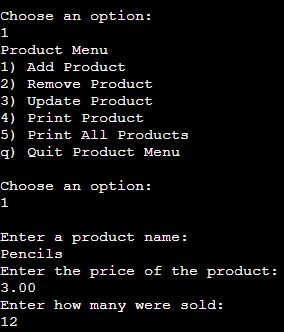 Choose an option:
1
Product Menu
1) Add Product
2) Remove Product
3) Update Product
4) Print Product
5) Print All Products
q) Quit Product Menu
Choose an option:
1
Enter a product name:
Pencils
Enter the price of the product:
3.00
Enter how many were sold:
12